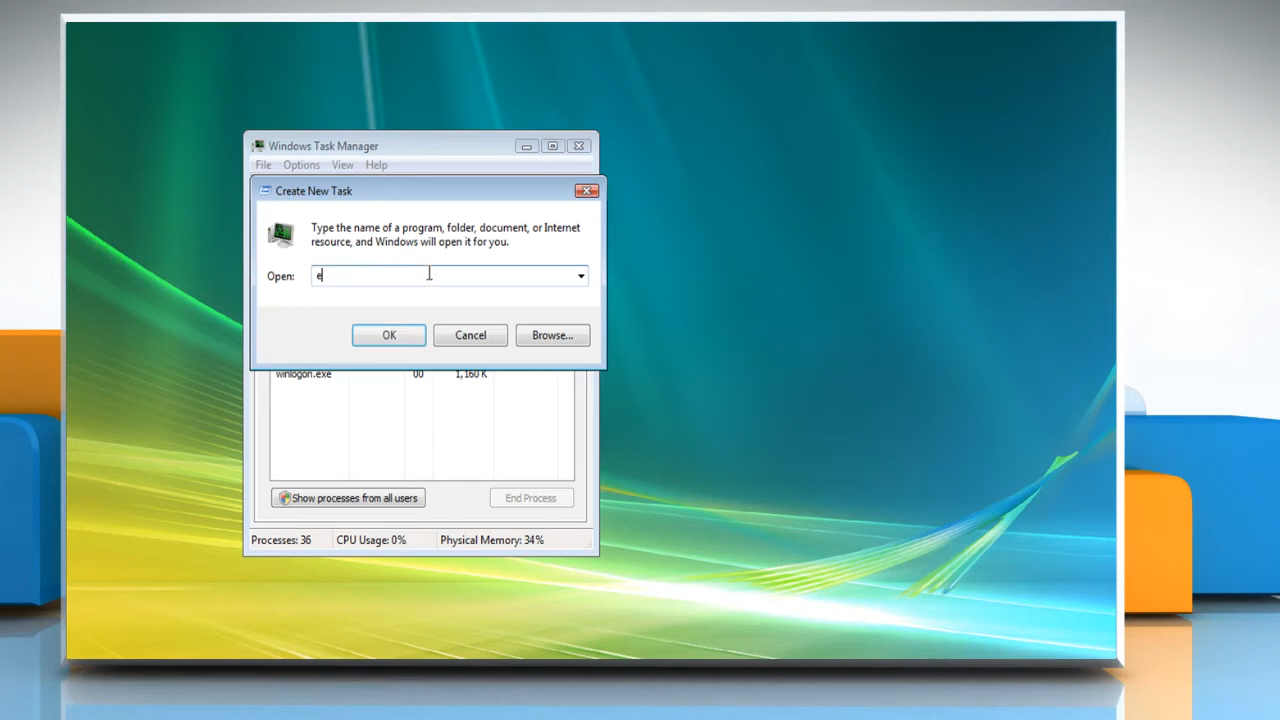 Windows Task Manager
File Options View Help
Create New Task
Type the name of a program, folder, document, or Internet
resource, and Windows will open it for you.
Open: e
OK Cancel Browse...
winlogon.exe 00 1,160 K
Show processes from all users End Process
Processes: 36 CPU Usage: 0% Physical Memory: 34%